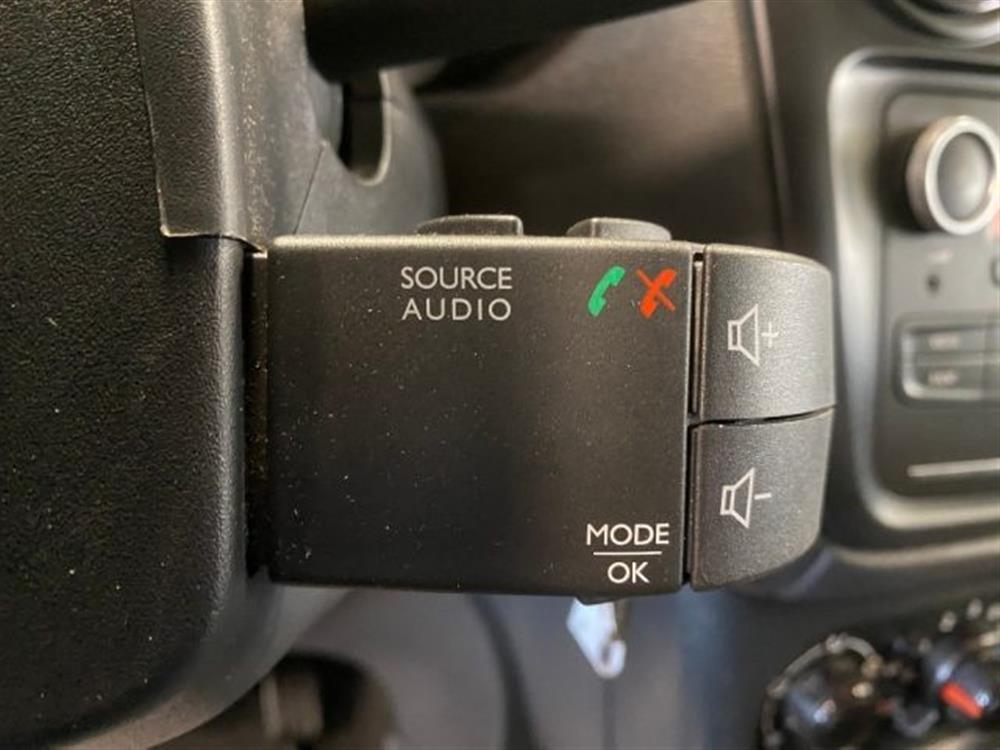 SOURCE
AUDIO
+
-
MODE
OK